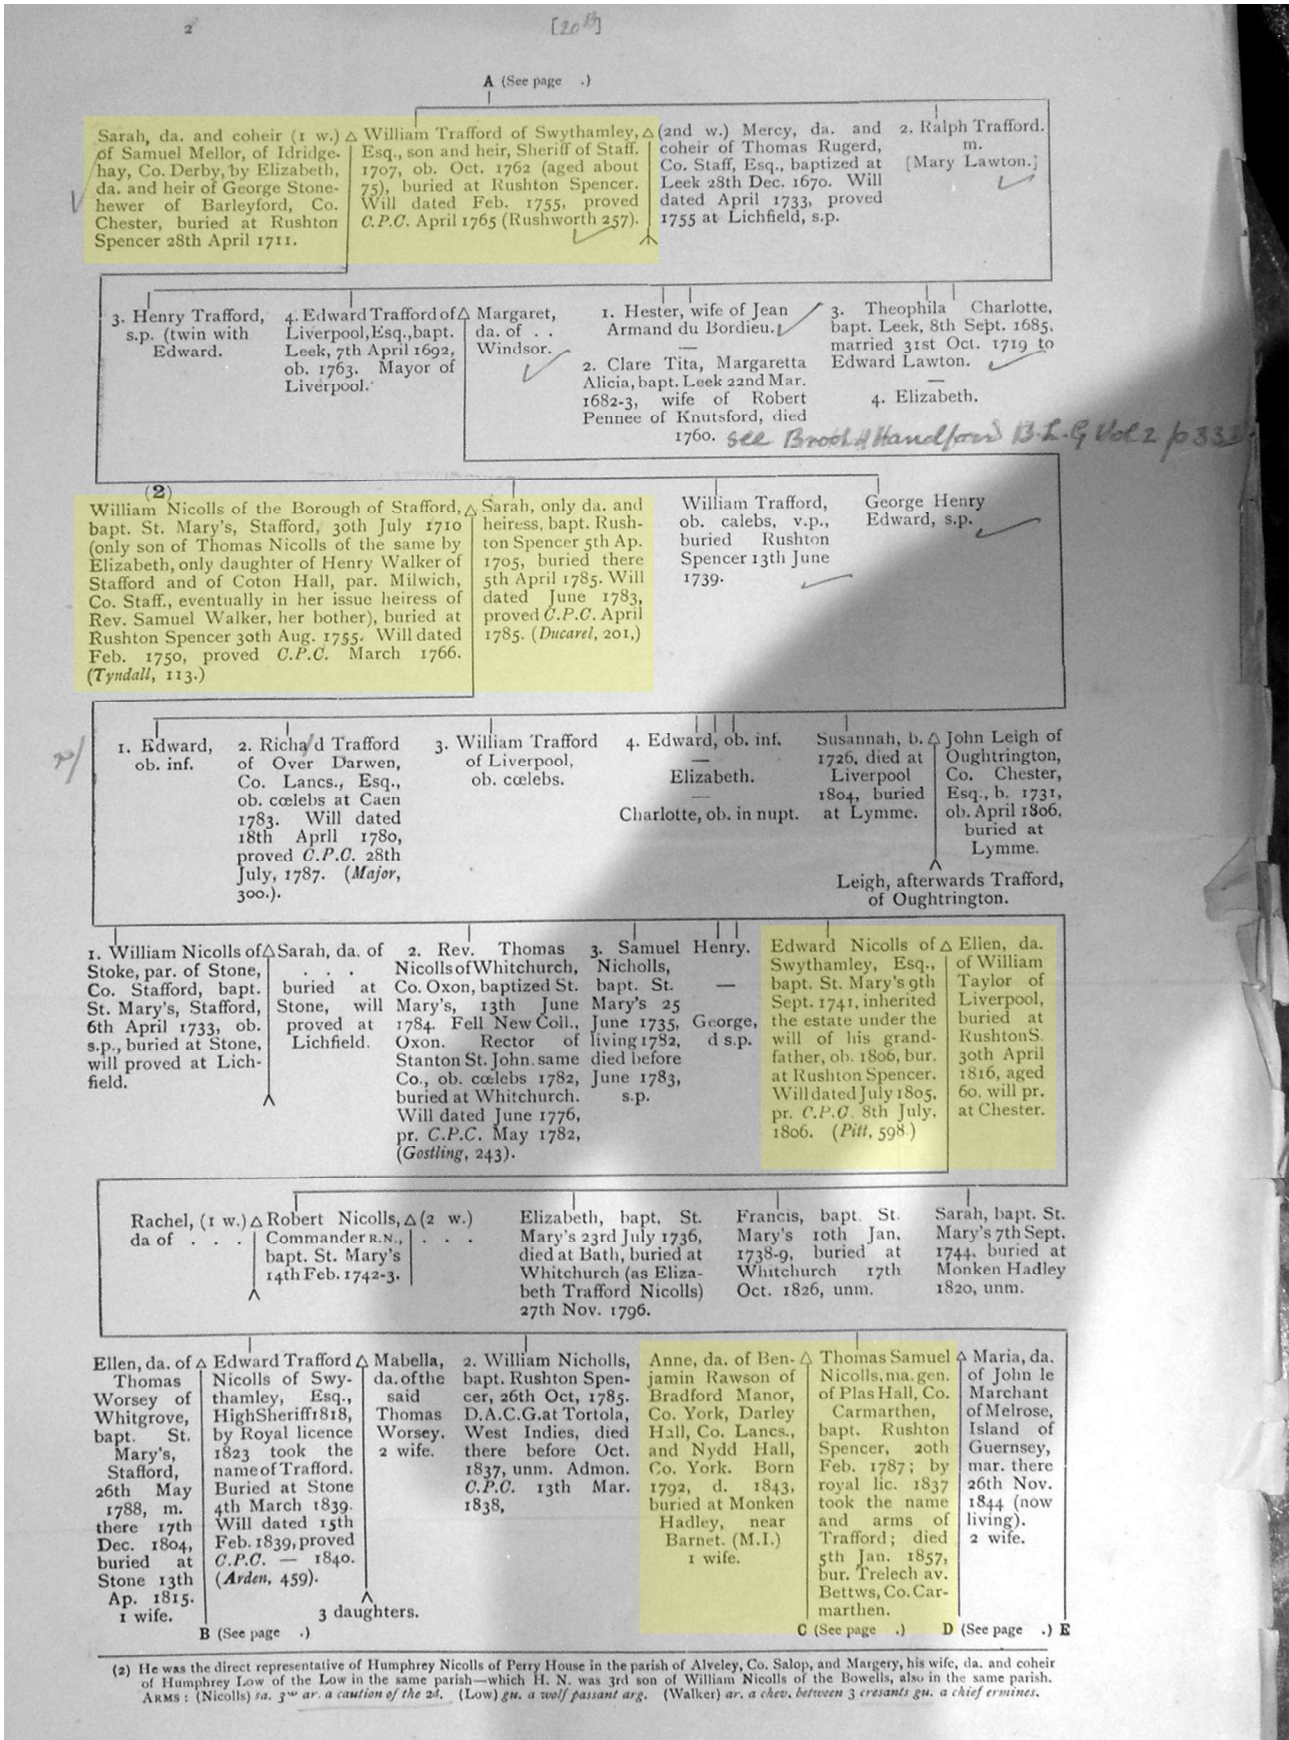 2
[20B]
A (See page .)
Sarah, da. and coheir (1 w.)
of Samuel Mellor, of Idridge-
hay, Co. Derby, by Elizabeth,
da. and heir of George Stone-
hewer of Barleyford, Co.
Chester, buried at Rushton
Spencer 28th April 1711.
William Trafford of Swythamley,
Esq., son and heir, Sheriff of Staff.
1707, ob. Oct. 1762 (aged about
75), buried at Rushton Spencer.
Will dated Feb. 1755, proved
C.P.C. April 1765 (Rushworth 257).
(2nd w.) Mercy, da. and
coheir of Thomas Rugerd,
Co. Staff, Esq., baptized at
Leek 28th Dec. 1670. Will
dated April 1733, proved
1755 at Lichfield, s.p.
2. Ralph Trafford.
m.
[Mary Lawton.]
3. Henry Trafford,
s.p. (twin with
Edward.
4. Edward Trafford of
Liverpool, Esq., bapt.
Leek, 7th April 1692,
ob. 1763. Mayor of
Liverpool.
Margaret,
da. of . .
Windsor.
1. Hester, wife of Jean
Armand du Bordieu.
—
2. Clare Tita, Margaretta
Alicia, bapt. Leek 22nd Mar.
1682-3, wife of Robert
Pennee of Knutsford, died
1760.
3. Theophila Charlotte,
bapt. Leek, 8th Sept. 1685,
married 31st Oct. 1719 to
Edward Lawton.
—
4. Elizabeth.
see Brook of Handford B.L.G Vol 2 p 333
(2)
William Nicolls of the Borough of Stafford,
bapt. St. Mary's, Stafford, 30th July 1710
(only son of Thomas Nicolls of the same by
Elizabeth, only daughter of Henry Walker of
Stafford and of Coton Hall, par. Milwich,
Co. Staff., eventually in her issue heiress of
Rev. Samuel Walker, her bother), buried at
Rushton Spencer 30th Aug. 1755. Will dated
Feb. 1750, proved C.P.C. March 1766.
(Tyndall, 113.)
Sarah, only da. and
heiress, bapt. Rush-
ton Spencer 5th Ap.
1705, buried there
5th April 1785. Will
dated June 1783,
proved C.P.C. April
1785. (Ducarel, 201,)
William Trafford,
ob. calebs, v.p.,
buried Rushton
Spencer 13th June
1739.
George Henry
Edward, s.p.
1. Edward,
ob. inf.
2. Richard Trafford
of Over Darwen,
Co. Lancs., Esq.,
ob. cœlebs at Caen
1783. Will dated
18th Aprll 1780,
proved C.P.C. 28th
July, 1787. (Major,
300.).
3. William Trafford
of Liverpool,
ob. cœlebs.
4. Edward, ob. inf.
—
Elizabeth.
—
Charlotte, ob. in nupt.
Susannah, b.
1726, died at
Liverpool
1804, buried
at Lymme.
John Leigh of
Oughtrington,
Co. Chester,
Esq., b. 1731,
ob. April 1806,
buried at
Lymme.
Leigh, afterwards Trafford,
of Oughtrington.
1. William Nicolls of
Stoke, par. of Stone,
Co. Stafford, bapt.
St. Mary's, Stafford,
6th April 1733, ob.
s.p., buried at Stone,
will proved at Lich-
field.
Sarah, da. of
. . .
buried at
Stone, will
proved at
Lichfield.
2. Rev. Thomas
Nicolls of Whitchurch,
Co. Oxon, baptized St.
Mary's, 13th June
1784. Fell New Coll.,
Oxon. Rector of
Stanton St. John. same
Co., ob. cœlebs 1782,
buried at Whitchurch.
Will dated June 1776,
pr. C.P.C. May 1782,
(Gostling, 243).
3. Samuel
Nicholls,
bapt. St.
Mary's 25
June 1735,
living 1782,
died before
June 1783,
s.p.
Henry.
—
George,
d s.p.
Edward Nicolls of
Swythamley, Esq.,
bapt. St. Mary's 9th
Sept. 1741, inherited
the estate under the
will of his grand-
father, ob. 1806, bur.
at Rushton Spencer.
Will dated July 1805,
pr. C.P.C. 8th July,
1806. (Pitt, 598.)
Ellen, da.
of William
Taylor of
Liverpool,
buried at
Rushton S.
30th April
1816, aged
60. will pr.
at Chester.
Rachel, (1 w.)
da of . . .
Robert Nicolls,
Commander R.N.,
bapt. St. Mary's
14th Feb. 1742-3.
(2 w.)
. . .
Elizabeth, bapt. St.
Mary's 23rd July 1736,
died at Bath, buried at
Whitchurch (as Eliza-
beth Trafford Nicolls)
27th Nov. 1796.
Francis, bapt. St.
Mary's 10th Jan.
1738-9, buried at
Whitchurch 17th
Oct. 1826, unm.
Sarah, bapt. St.
Mary's 7th Sept.
1744, buried at
Monken Hadley
1820, unm.
Ellen, da. of
Thomas
Worsey of
Whitgrove,
bapt. St.
Mary's,
Stafford,
26th May
1788, m.
there 17th
Dec. 1804,
buried at
Stone 13th
Ap. 1815.
1 wife.
Edward Trafford
Nicolls of Swy-
thamley, Esq.,
High Sheriff 1818,
by Royal licence
1823 took the
name of Trafford.
Buried at Stone
4th March 1839.
Will dated 15th
Feb. 1839, proved
C.P.C. — 1840.
(Arden, 459).
Mabella,
da. of the
said
Thomas
Worsey.
2 wife.
3 daughters.
2. William Nicholls,
bapt. Rushton Spen-
cer, 26th Oct, 1785.
D.A.C.G. at Tortola,
West Indies, died
there before Oct.
1837, unm. Admon.
C.P.C. 13th Mar.
1838,
Anne, da. of Ben-
jamin Rawson of
Bradford Manor,
Co. York, Darley
Hall, Co. Lancs.,
and Nydd Hall,
Co. York. Born
1792, d. 1843,
buried at Monken
Hadley, near
Barnet. (M.I.)
1 wife.
Thomas Samuel
Nicolls, ma. gen.
of Plas Hall, Co.
Carmarthen,
bapt. Rushton
Spencer, 20th
Feb. 1787; by
royal lic. 1837
took the name
and arms of
Trafford; died
5th Jan. 1857,
bur. Trelech av.
Bettws, Co. Car-
marthen.
Maria, da.
of John le
Marchant
of Melrose,
Island of
Guernsey,
mar. there
26th Nov.
1844 (now
living).
2 wife.
B (See page .)
C (See page .)
D (See page .) E
(2) He was the direct representative of Humphrey Nicolls of Perry House in the parish of Alveley, Co. Salop, and Margery, his wife, da. and coheir
of Humphrey Low of the Low in the same parish—which H. N. was 3rd son of William Nicolls of the Bowells, also in the same parish.
ARMS : (Nicolls) sa. 3 ar. a caution of the 2d. (Low) gu. a wolf passant arg. (Walker) ar. a chev. between 3 cresants gu. a chief ermines.